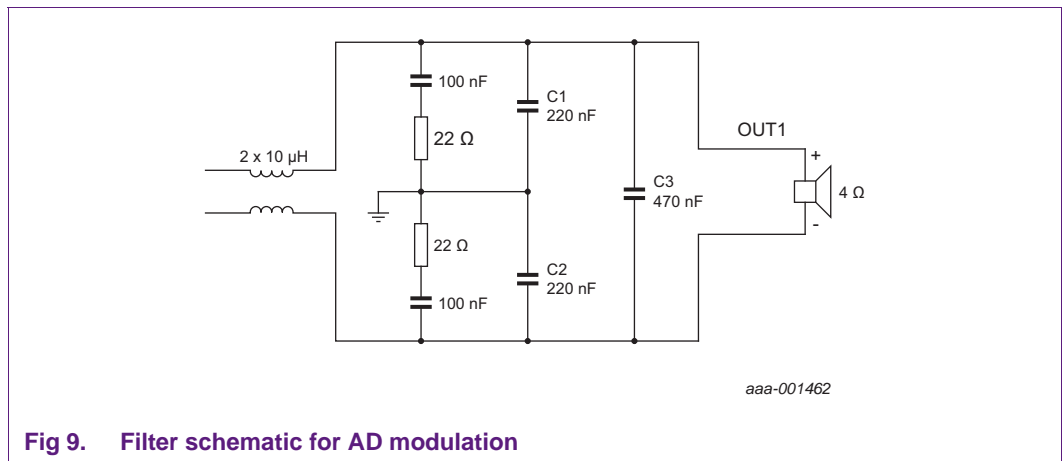 100 nF
C1
220 nF
22 Ω
OUT1
2 x 10 μH
+
C3
470 nF
4 Ω
-
22 Ω
C2
220 nF
100 nF
aaa-001462
Fig 9. Filter schematic for AD modulation